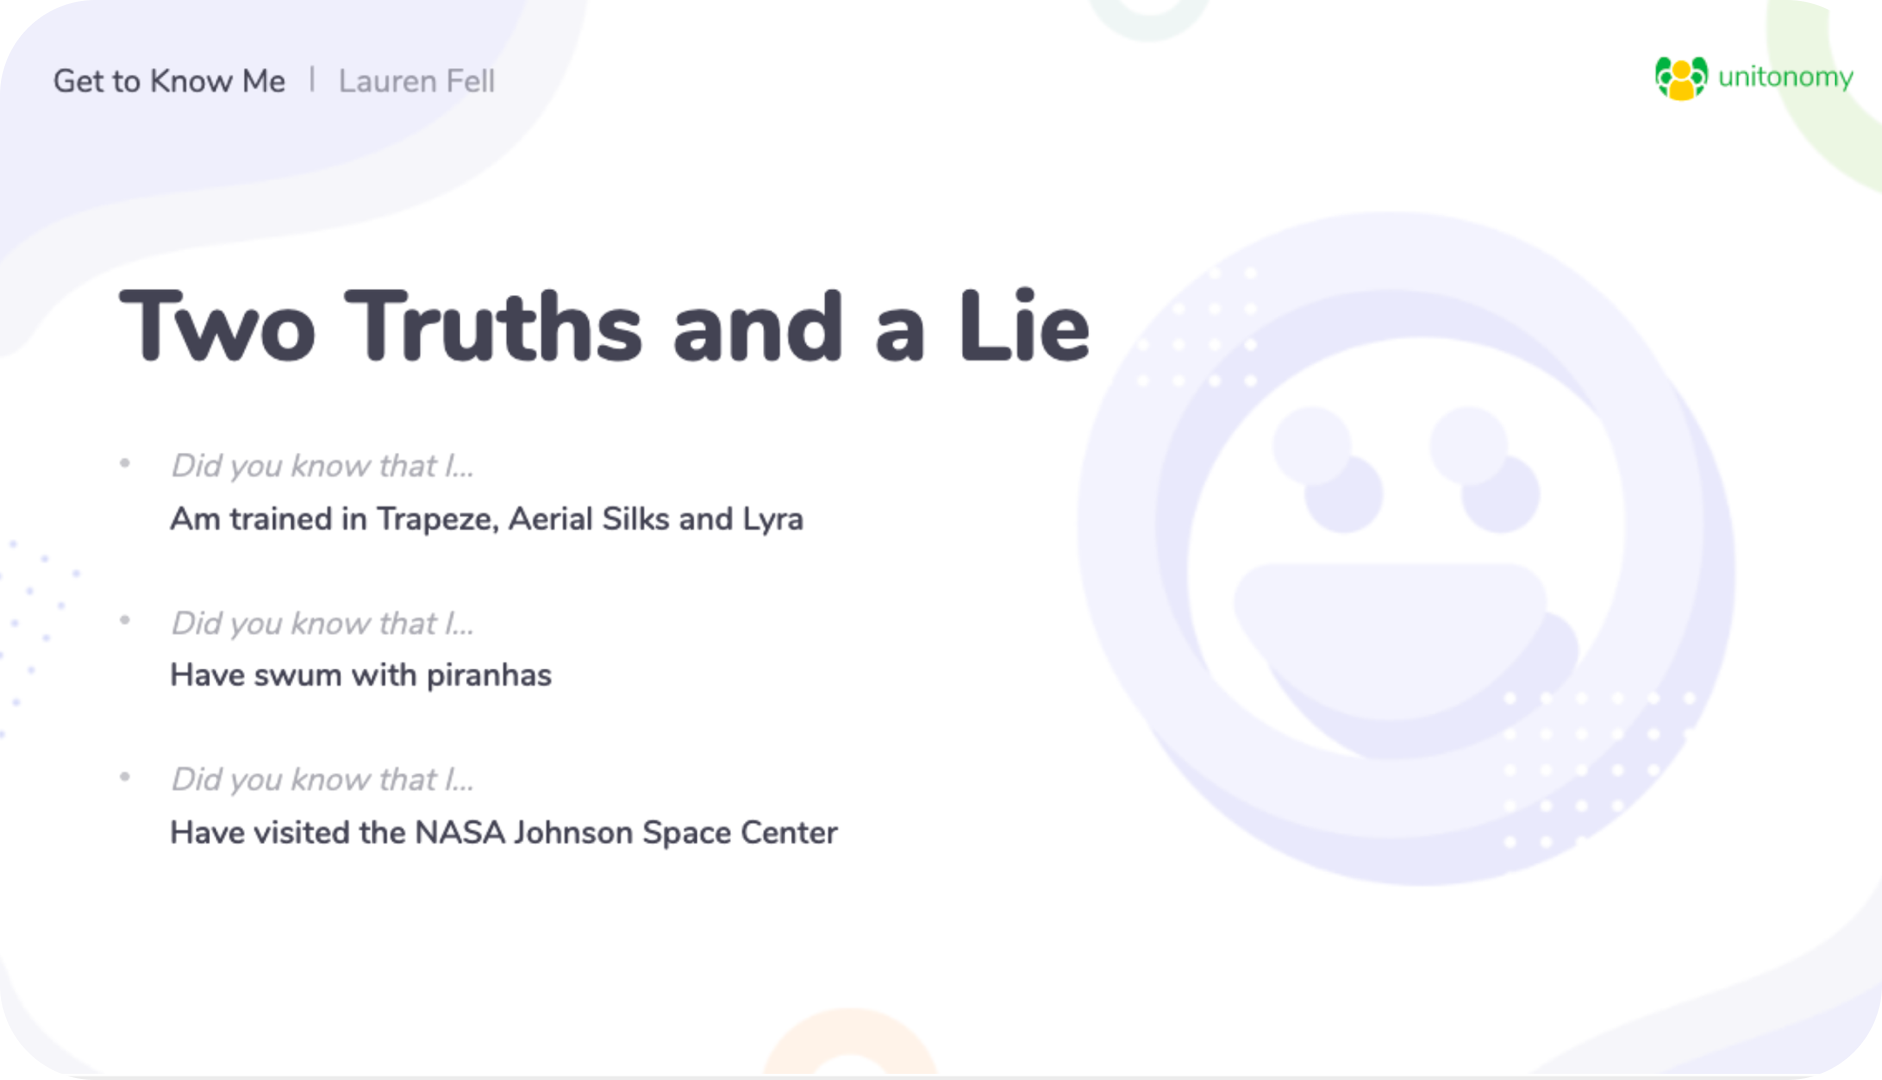 Get to Know Me | Lauren Fell
unitonomy
Two Truths and a Lie
• Did you know that I...
Am trained in Trapeze, Aerial Silks and Lyra
• Did you know that I...
Have swum with piranhas
• Did you know that I...
Have visited the NASA Johnson Space Center